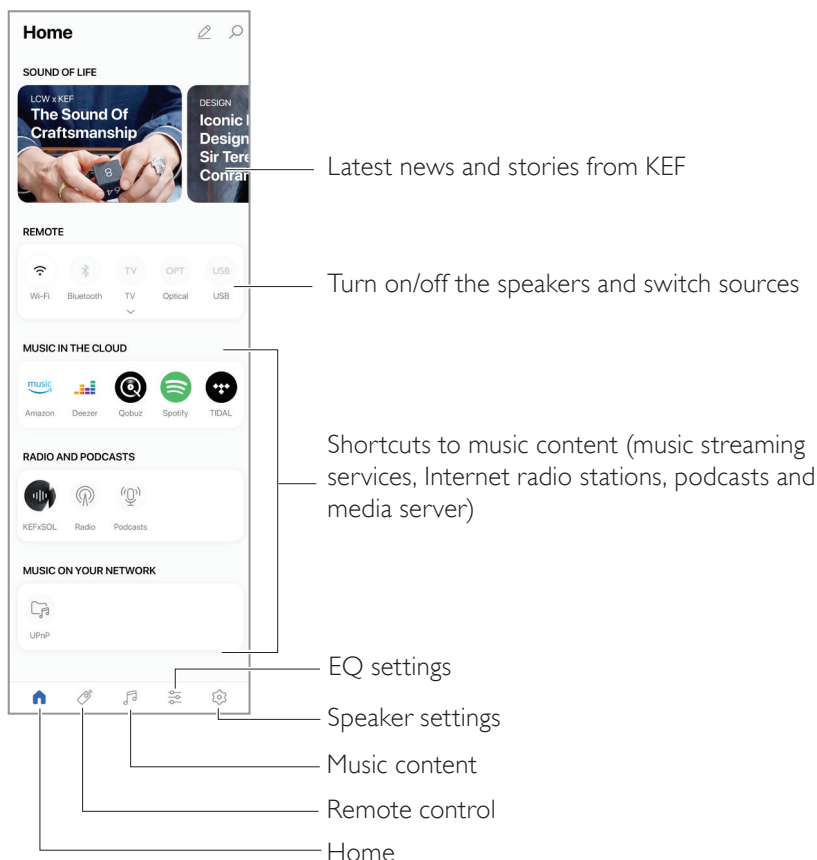 Home
SOUND OF LIFE
LCW x KEF
The Sound Of
Craftsmanship
DESIGN
Iconic
Design
Sir Tere
Conran
Latest news and stories from KEF
REMOTE
TV OPT USB
Wi-Fi Bluetooth TV Optical USB
Turn on/off the speakers and switch sources
MUSIC IN THE CLOUD
music
Amazon Deezer Qobuz Spotify TIDAL
RADIO AND PODCASTS
KEFxSOL Radio Podcasts
Shortcuts to music content (music streaming
services, Internet radio stations, podcasts and
media server)
MUSIC ON YOUR NETWORK
UPnP
EQ settings
Speaker settings
Music content
Remote control
Home